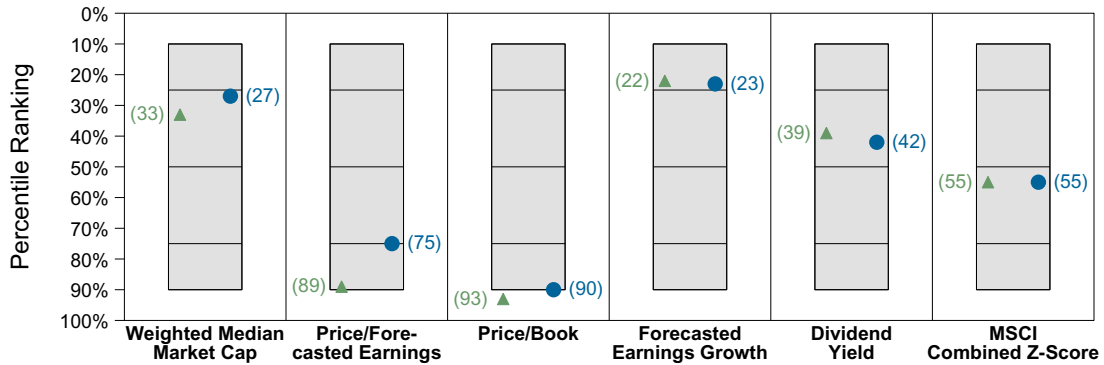 Percentile Ranking
0%
10%
20%
30%
40%
50%
60%
70%
80%
90%
100%
(33)
(27)
(89)
(75)
(93)
(90)
(22)
(23)
(39)
(42)
(55)
(55)
Weighted Median
Market Cap
Price/Fore-
casted Earnings
Price/Book
Forecasted
Earnings Growth
Dividend
Yield
MSCI
Combined Z-Score